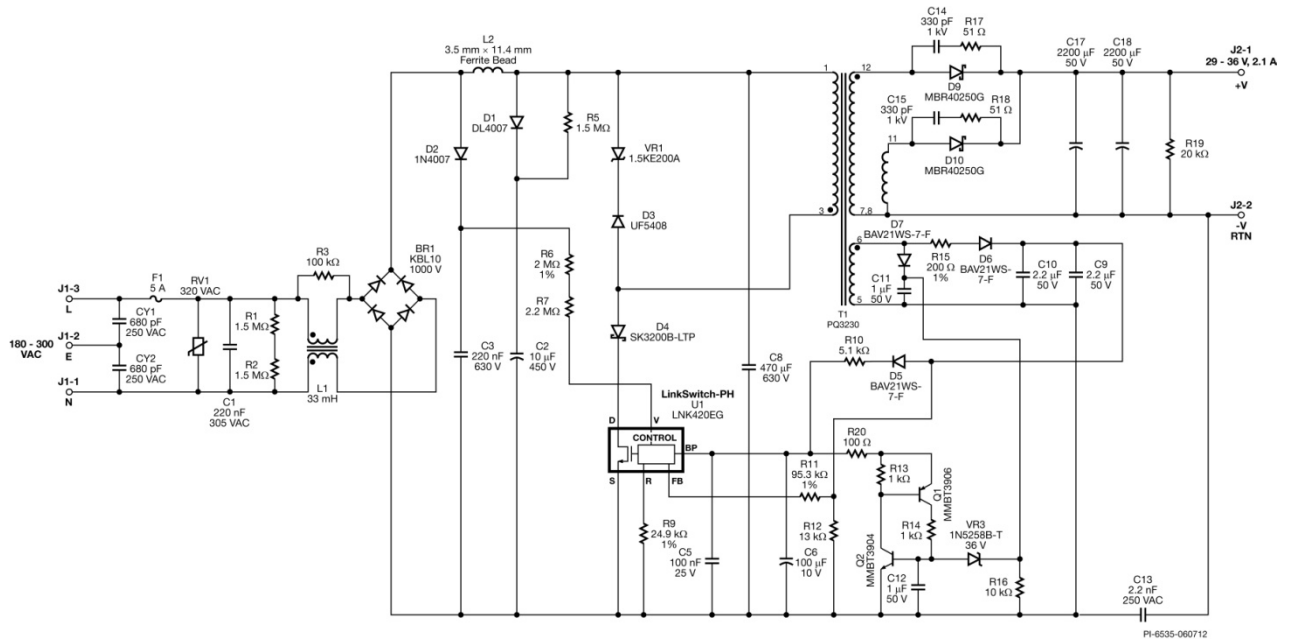 L2
3.5 mm × 11.4 mm
Ferrite Bead
1
12
C14
330 pF
1 kV
R17
51 Ω
D9
MBR40250G
C17
2200 µF
50 V
C18
2200 µF
50 V
J2-1
29 - 36 V, 2.1 A
+V
C15
330 pF
1 kV
R18
51 Ω
11
D10
MBR40250G
R19
20 kΩ
D1
DL4007
D2
1N4007
R5
1.5 MΩ
VR1
1.5KE200A
D3
UF5408
3
7,8
J2-2
-V
RTN
D7
BAV21WS-7-F
6
R15
200 Ω
1%
D6
BAV21WS-
7-F
C10
2.2 µF
50 V
C9
2.2 µF
50 V
C11
1 µF
50 V
5
T1
PQ3230
R3
100 kΩ
BR1
KBL10
1000 V
R6
2 MΩ
1%
R7
2.2 MΩ
F1
5 A
RV1
320 VAC
J1-3
L
CY1
680 pF
250 VAC
180 - 300
VAC
J1-2
E
CY2
680 pF
250 VAC
J1-1
N
R1
1.5 MΩ
R2
1.5 MΩ
C1
220 nF
305 VAC
L1
33 mH
C3
220 nF
630 V
C2
10 µF
450 V
D4
SK3200B-LTP
C8
470 µF
630 V
R10
5.1 kΩ
D5
BAV21WS-
7-F
LinkSwitch-PH
U1
LNK420EG
D
V
CONTROL
BP
S
R
FB
R20
100 Ω
R11
95.3 kΩ
1%
R13
1 kΩ
Q1
MMBT3906
R9
24.9 kΩ
1%
C5
100 nF
25 V
C6
100 µF
10 V
R12
13 kΩ
R14
1 kΩ
VR3
1N5258B-T
36 V
Q2
MMBT3904
C12
1 µF
50 V
R16
10 kΩ
C13
2.2 nF
250 VAC
PI-6535-060712